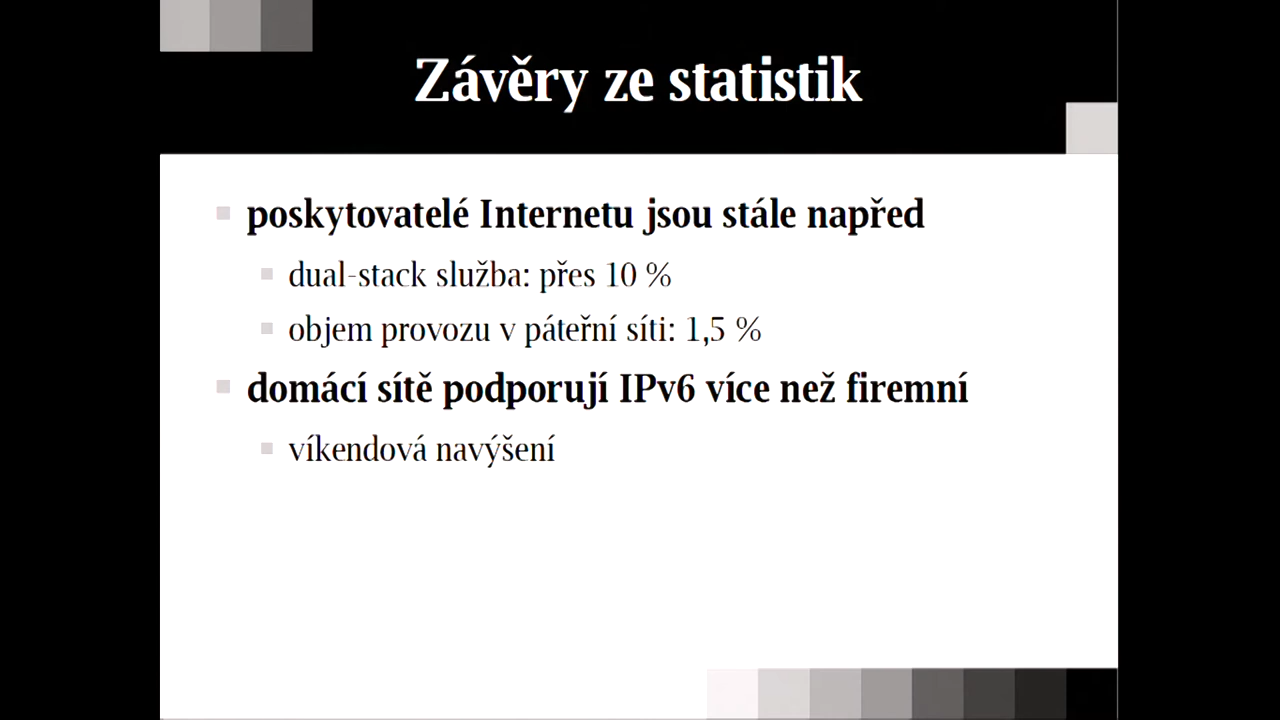 Závěry ze statistik
poskytovatelé Internetu jsou stále napřed
dual-stack služba: přes 10 %
objem provozu v páteřní síti: 1,5 %
domácí sítě podporují IPv6 více než firemní
víkendová navýšení